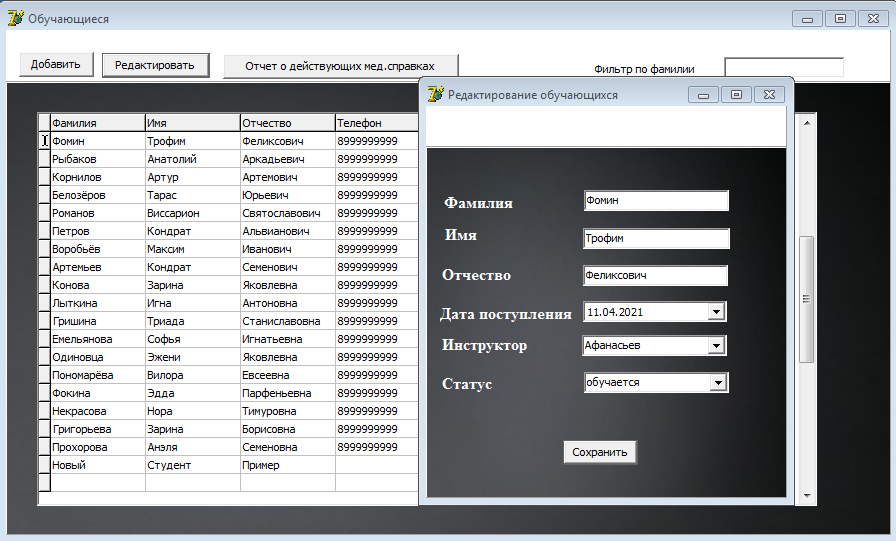 Обучающиеся
Добавить Редактировать Отчет о действующих мед.справках Фильтр по фамилии
Редактирование обучающихся
Фамилия Имя Отчество Телефон
Фомин Трофим Феликсович 8999999999
Рыбаков Анатолий Аркадьевич 8999999999
Корнилов Артур Артемович 8999999999
Белозёров Тарас Юрьевич 8999999999
Романов Виссарион Святославович 8999999999
Петров Кондрат Альвианович 8999999999
Воробьёв Максим Иванович 8999999999
Артемьев Кондрат Семенович 8999999999
Конова Зарина Яковлевна 8999999999
Лыткина Игна Антоновна 8999999999
Гришина Триада Станиславовна 8999999999
Емельянова Софья Игнатьевна 8999999999
Одиновца Эжени Яковлевна 8999999999
Пономарёва Вилора Евсеевна 8999999999
Фокина Эдда Парфеньевна 8999999999
Некрасова Нора Тимуровна 8999999999
Григорьева Зарина Борисовна 8999999999
Прохорова Анэля Семеновна 8999999999
Новый Студент Пример
Фамилия Фомин
Имя Трофим
Отчество Феликсович
Дата поступления 11.04.2021
Инструктор Афанасьев
Статус обучается
Сохранить